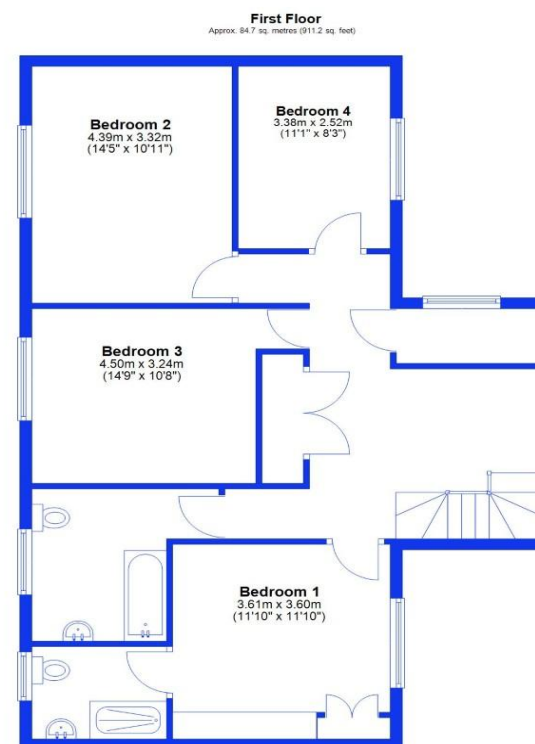 First Floor
Approx. 84.7 sq. metres (911.2 sq. feet)
Bedroom 2
4.39m x 3.32m
(14'5" x 10'11")
Bedroom 4
3.38m x 2.52m
(11'1" x 8'3")
Bedroom 3
4.50m x 3.24m
(14'9" x 10'8")
Bedroom 1
3.61m x 3.60m
(11'10" x 11'10")